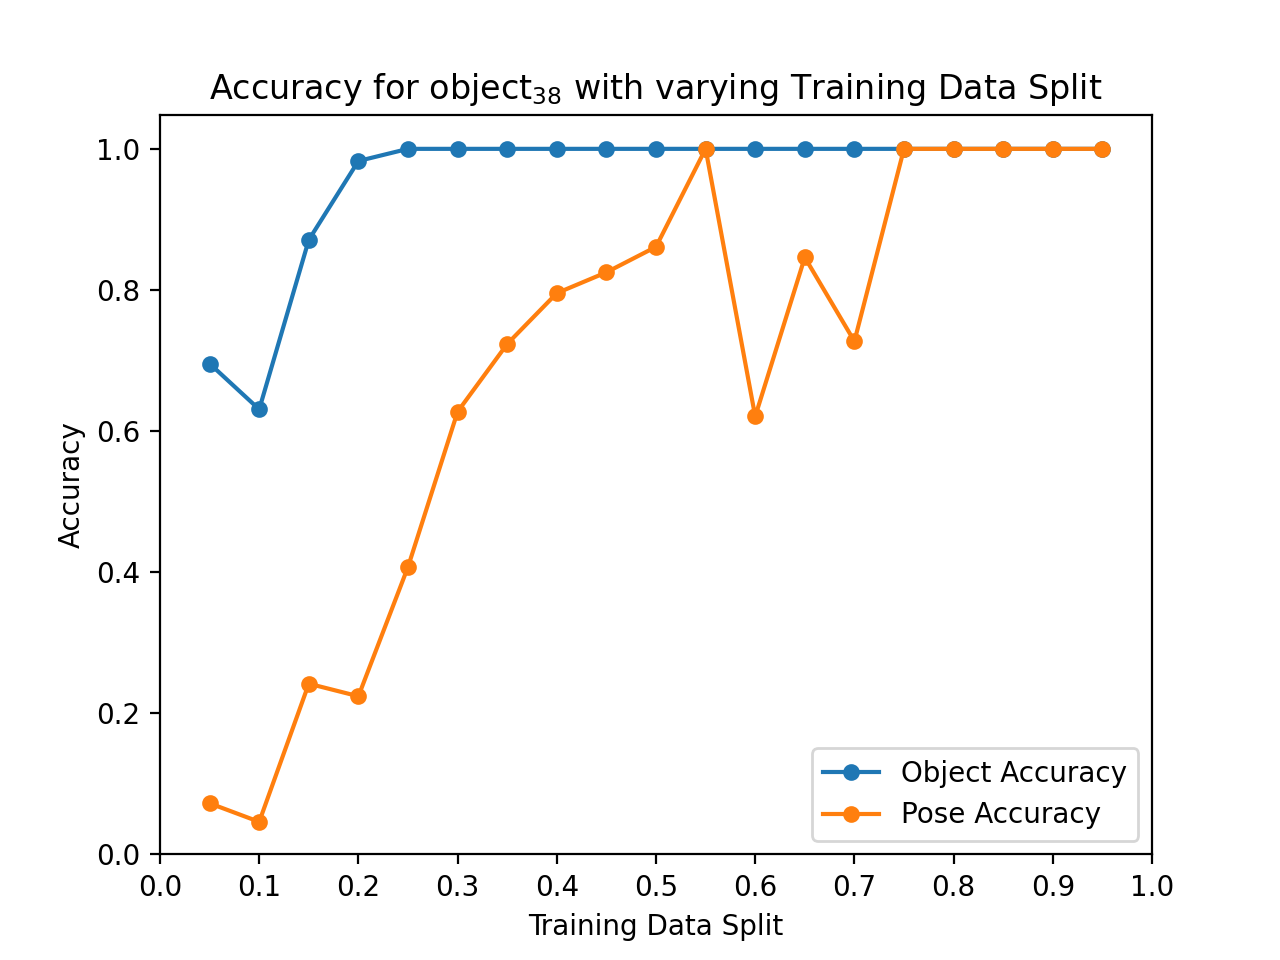 Accuracy for object₃₈ with varying Training Data Split
1.0
0.8
0.6
0.4
0.2
0.0
Accuracy
Object Accuracy
Pose Accuracy
0.0 0.1 0.2 0.3 0.4 0.5 0.6 0.7 0.8 0.9 1.0
Training Data Split